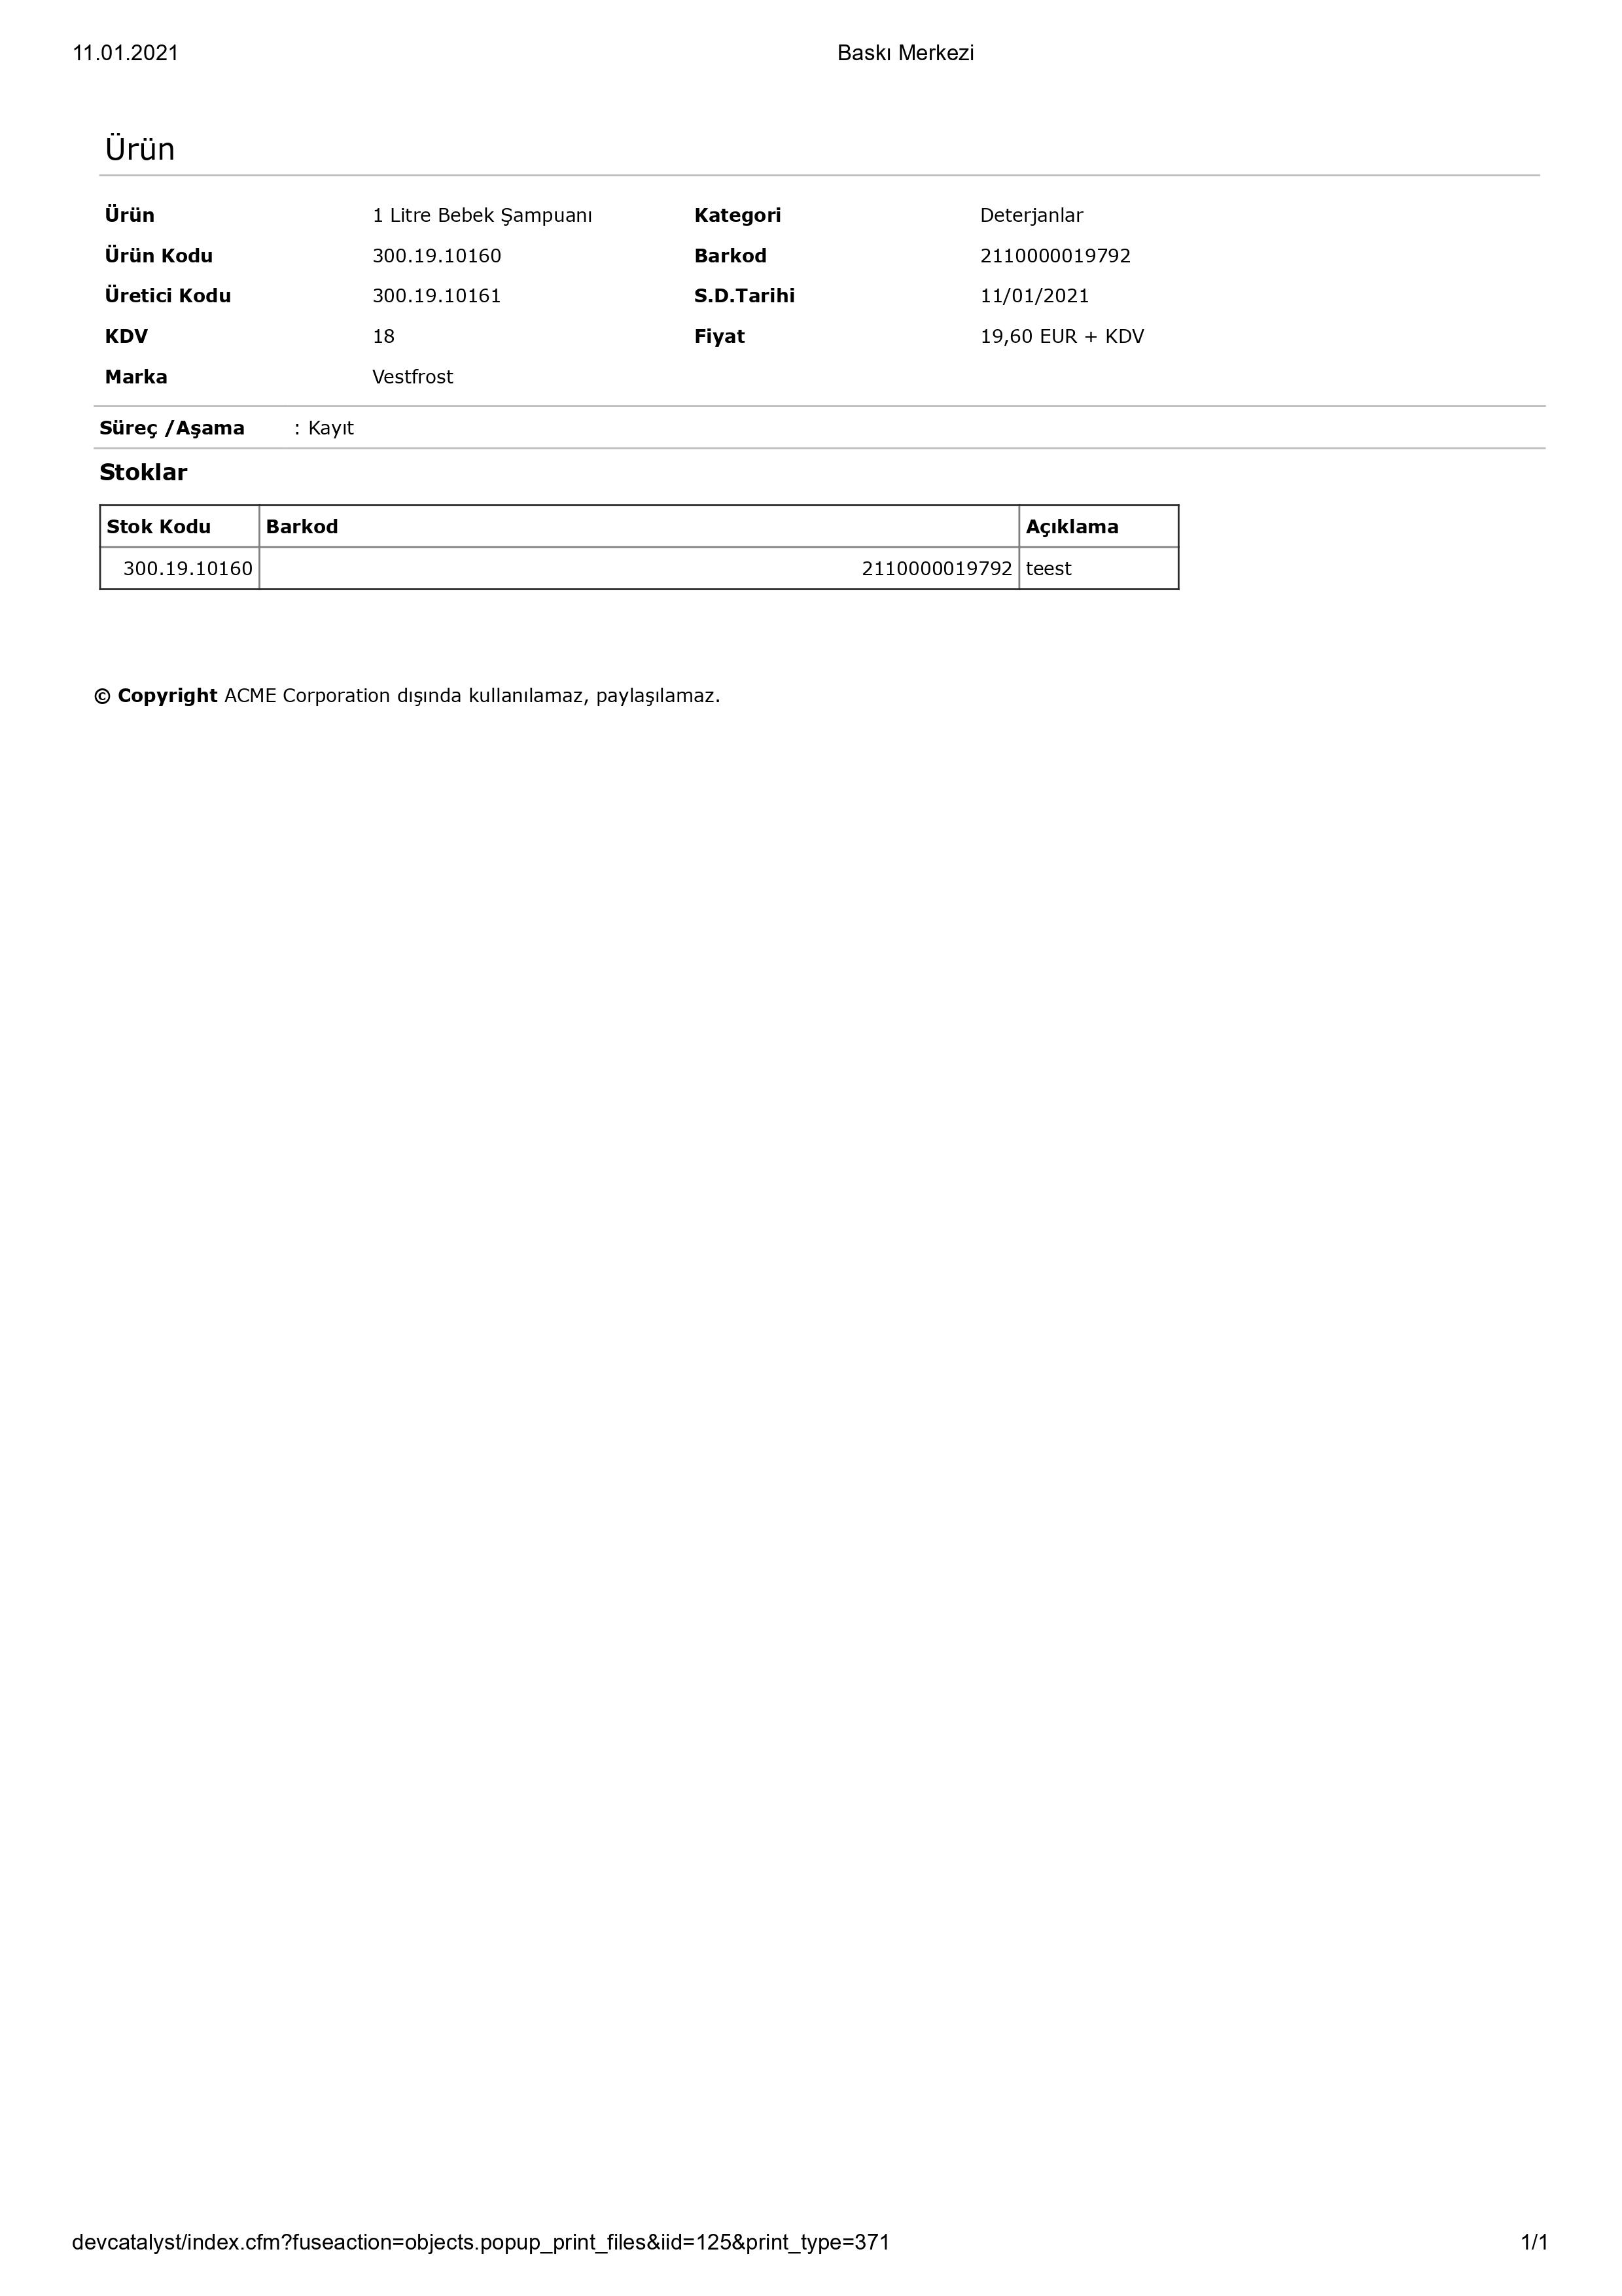 11.01.2021 Baskı Merkezi
Ürün
Ürün 1 Litre Bebek Şampuanı Kategori Deterjanlar
Ürün Kodu 300.19.10160 Barkod 2110000019792
Üretici Kodu 300.19.10161 S.D.Tarihi 11/01/2021
KDV 18 Fiyat 19,60 EUR + KDV
Marka Vestfrost
Süreç /Aşama : Kayıt
Stoklar
Stok Kodu Barkod Açıklama
300.19.10160 2110000019792 teest
© Copyright ACME Corporation dışında kullanılamaz, paylaşılamaz.
devcatalyst/index.cfm?fuseaction=objects.popup_print_files&iid=125&print_type=371 1/1